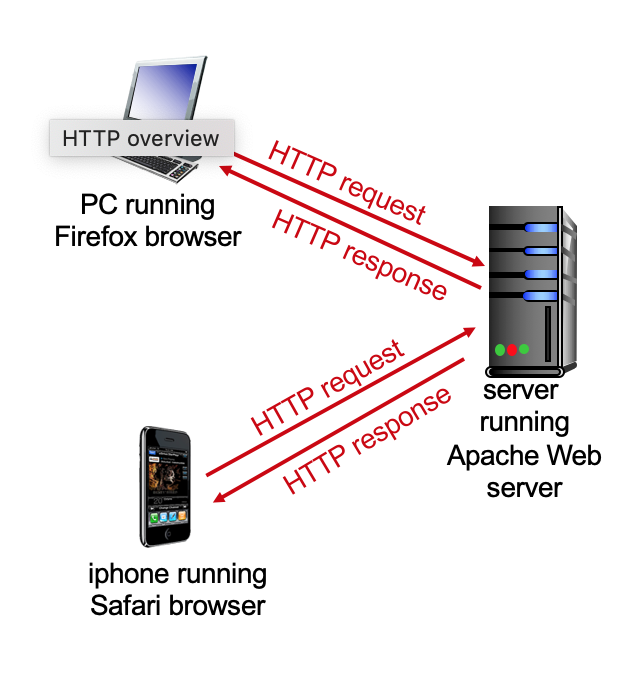 HTTP overview
PC running
Firefox browser
HTTP request
HTTP response
server
running
Apache Web
server
HTTP request
HTTP response
iphone running
Safari browser